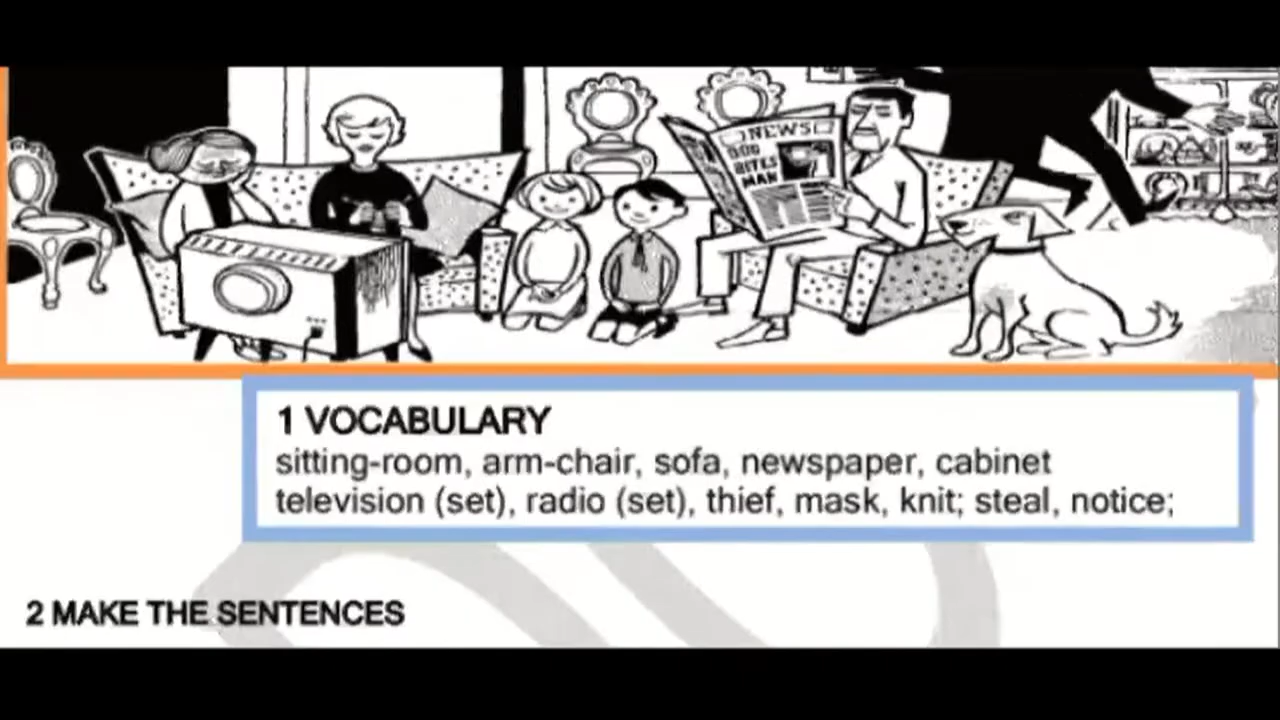 NEWS
DOG
BITES
MAN
1 VOCABULARY
sitting-room, arm-chair, sofa, newspaper, cabinet
television (set), radio (set), thief, mask, knit; steal, notice;
2 MAKE THE SENTENCES